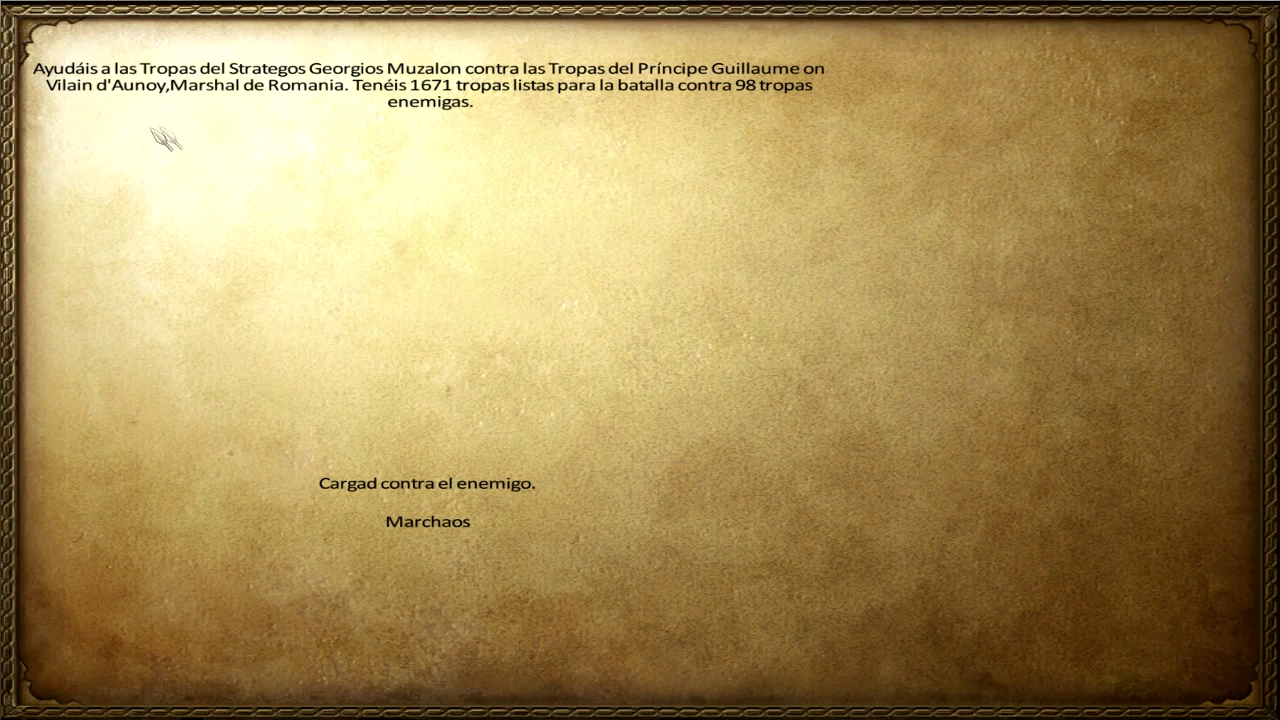 Ayudáis a las Tropas del Strategos Georgios Muzalon contra las Tropas del Príncipe Guillaume on
Vilain d'Aunoy,Marshal de Romania. Tenéis 1671 tropas listas para la batalla contra 98 tropas
enemigas.
Cargad contra el enemigo.
Marchaos